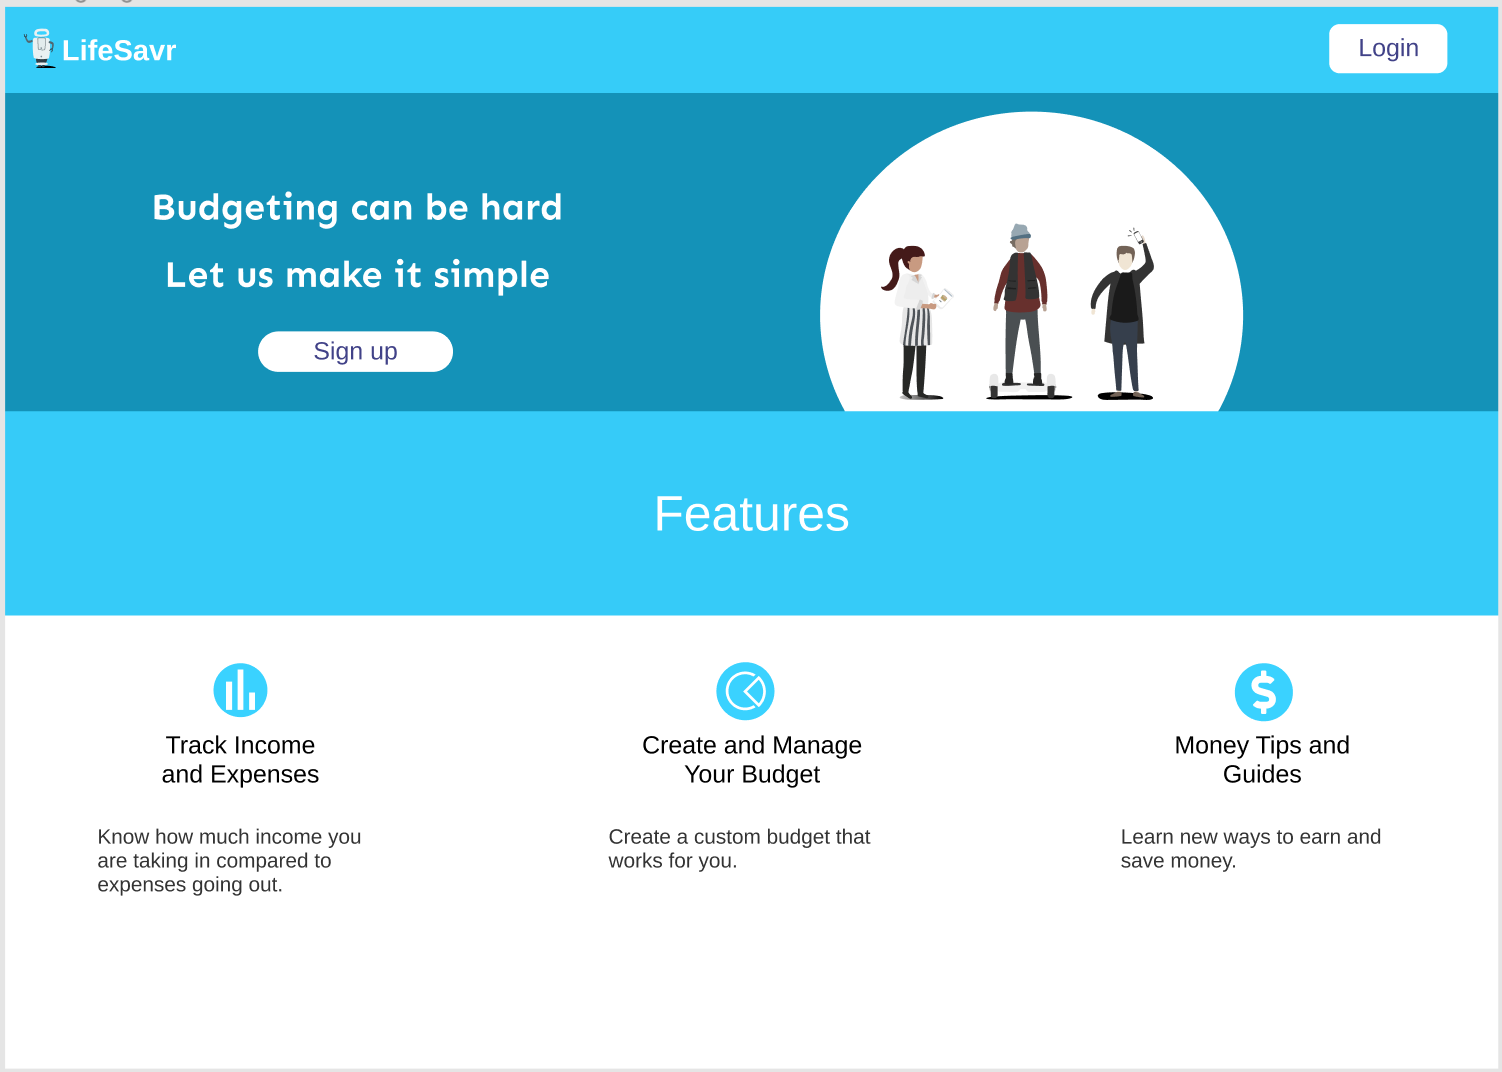 LifeSavr
Login
Budgeting can be hard
Let us make it simple
Sign up
Features
Track Income
and Expenses
Know how much income you
are taking in compared to
expenses going out.
Create and Manage
Your Budget
Create a custom budget that
works for you.
Money Tips and
Guides
Learn new ways to earn and
save money.